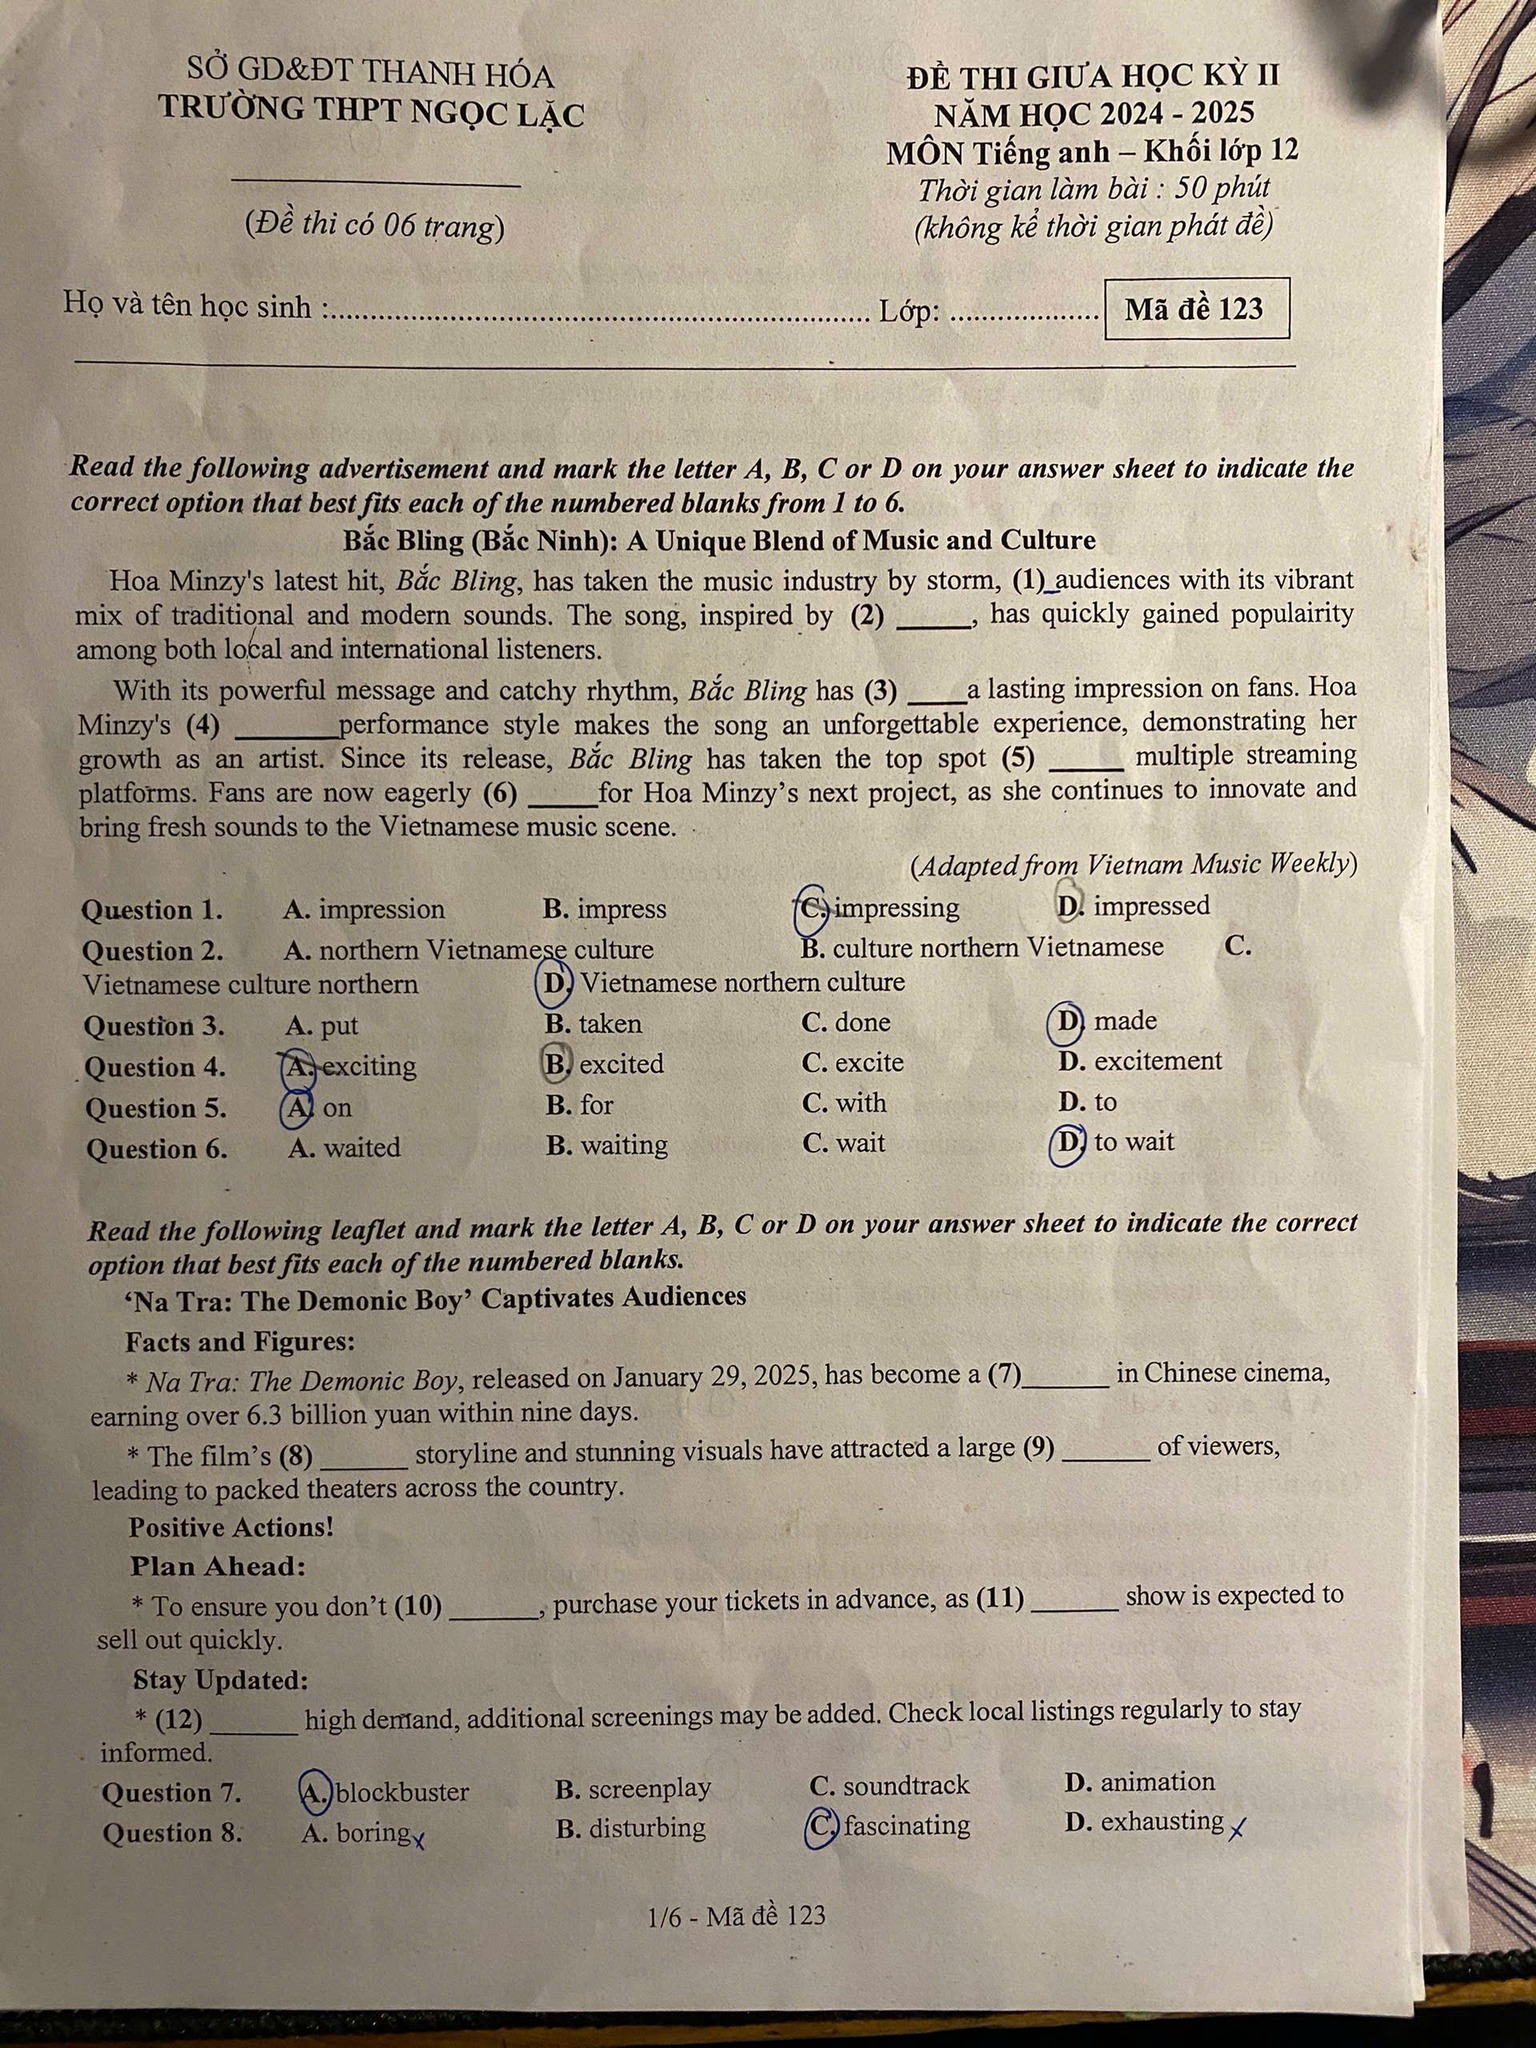 SỞ GD&ĐT THANH HÓA
TRƯỜNG THPT NGỌC LẶC
(Đề thi có 06 trang)
ĐỀ THI GIƯA HỌC KỲ II
NĂM HỌC 2024 - 2025
MÔN Tiếng anh – Khối lớp 12
Thời gian làm bài : 50 phút
(không kể thời gian phát đề)
Họ và tên học sinh :.................................................................... Lớp: ................... Mã đề 123
Read the following advertisement and mark the letter A, B, C or D on your answer sheet to indicate the
correct option that best fits each of the numbered blanks from 1 to 6.
Bắc Bling (Bắc Ninh): A Unique Blend of Music and Culture
Hoa Minzy's latest hit, Bắc Bling, has taken the music industry by storm, (1)_audiences with its vibrant
mix of traditional and modern sounds. The song, inspired by (2) _____, has quickly gained populairity
among both local and international listeners.
With its powerful message and catchy rhythm, Bắc Bling has (3) ____a lasting impression on fans. Hoa
Minzy's (4) _______performance style makes the song an unforgettable experience, demonstrating her
growth as an artist. Since its release, Bắc Bling has taken the top spot (5) _____ multiple streaming
platforms. Fans are now eagerly (6) _____for Hoa Minzy’s next project, as she continues to innovate and
bring fresh sounds to the Vietnamese music scene.
(Adapted from Vietnam Music Weekly)
Question 1. A. impression B. impress C. impressing D. impressed
Question 2. A. northern Vietnamese culture B. culture northern Vietnamese C.
Vietnamese culture northern D. Vietnamese northern culture
Question 3. A. put B. taken C. done D. made
Question 4. A. exciting B. excited C. excite D. excitement
Question 5. A. on B. for C. with D. to
Question 6. A. waited B. waiting C. wait D. to wait
Read the following leaflet and mark the letter A, B, C or D on your answer sheet to indicate the correct
option that best fits each of the numbered blanks.
‘Na Tra: The Demonic Boy’ Captivates Audiences
Facts and Figures:
* Na Tra: The Demonic Boy, released on January 29, 2025, has become a (7)______ in Chinese cinema,
earning over 6.3 billion yuan within nine days.
* The film’s (8) ______ storyline and stunning visuals have attracted a large (9) ______ of viewers,
leading to packed theaters across the country.
Positive Actions!
Plan Ahead:
* To ensure you don’t (10) ______, purchase your tickets in advance, as (11) ______ show is expected to
sell out quickly.
Stay Updated:
* (12) ______ high demand, additional screenings may be added. Check local listings regularly to stay
informed.
Question 7. A. blockbuster B. screenplay C. soundtrack D. animation
Question 8. A. boring x B. disturbing C. fascinating D. exhausting x
1/6 - Mã đề 123